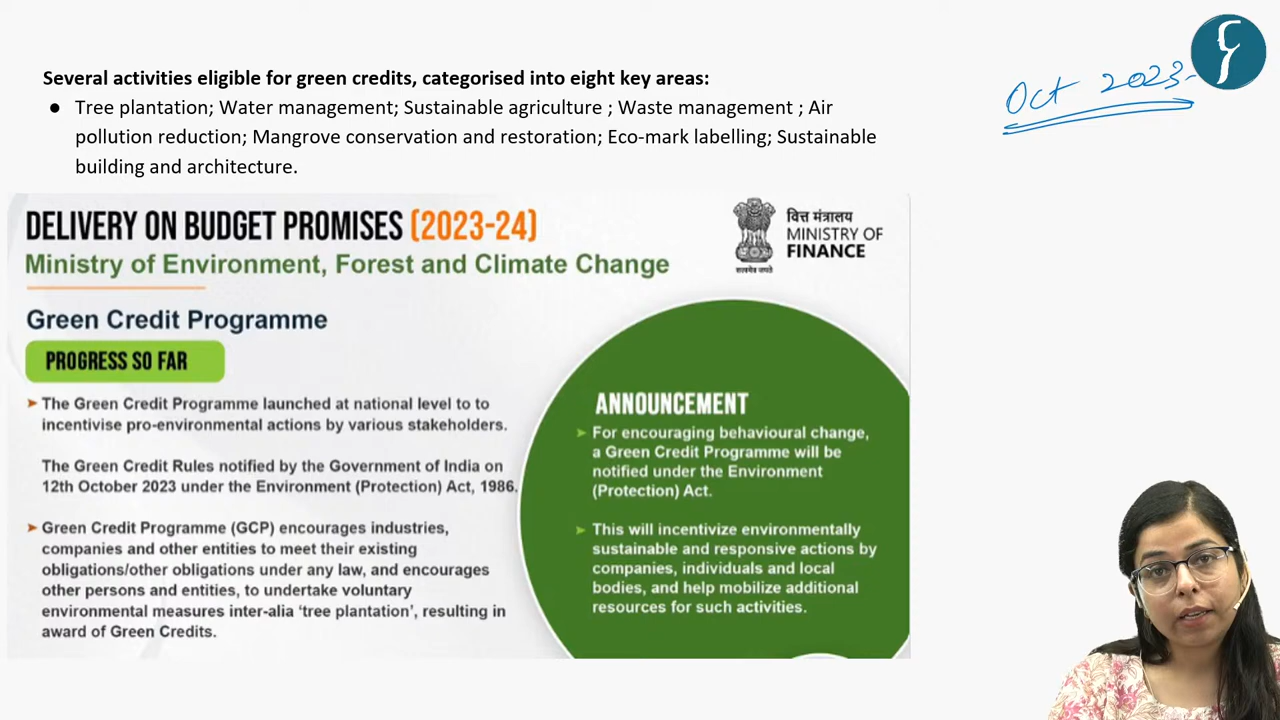 Several activities eligible for green credits, categorised into eight key areas:
● Tree plantation; Water management; Sustainable agriculture ; Waste management ; Air
pollution reduction; Mangrove conservation and restoration; Eco-mark labelling; Sustainable
building and architecture.
Oct 2023-
DELIVERY ON BUDGET PROMISES (2023-24)
Ministry of Environment, Forest and Climate Change
वित्त मंत्रालय
MINISTRY OF
FINANCE
सत्यमेव जयते
Green Credit Programme
PROGRESS SO FAR
The Green Credit Programme launched at national level to to
incentivise pro-environmental actions by various stakeholders.
The Green Credit Rules notified by the Government of India on
12th October 2023 under the Environment (Protection) Act, 1986.
Green Credit Programme (GCP) encourages industries,
companies and other entities to meet their existing
obligations/other obligations under any law, and encourages
other persons and entities, to undertake voluntary
environmental measures inter-alia ‘tree plantation’, resulting in
award of Green Credits.
ANNOUNCEMENT
For encouraging behavioural change,
a Green Credit Programme will be
notified under the Environment
(Protection) Act.
This will incentivize environmentally
sustainable and responsive actions by
companies, individuals and local
bodies, and help mobilize additional
resources for such activities.